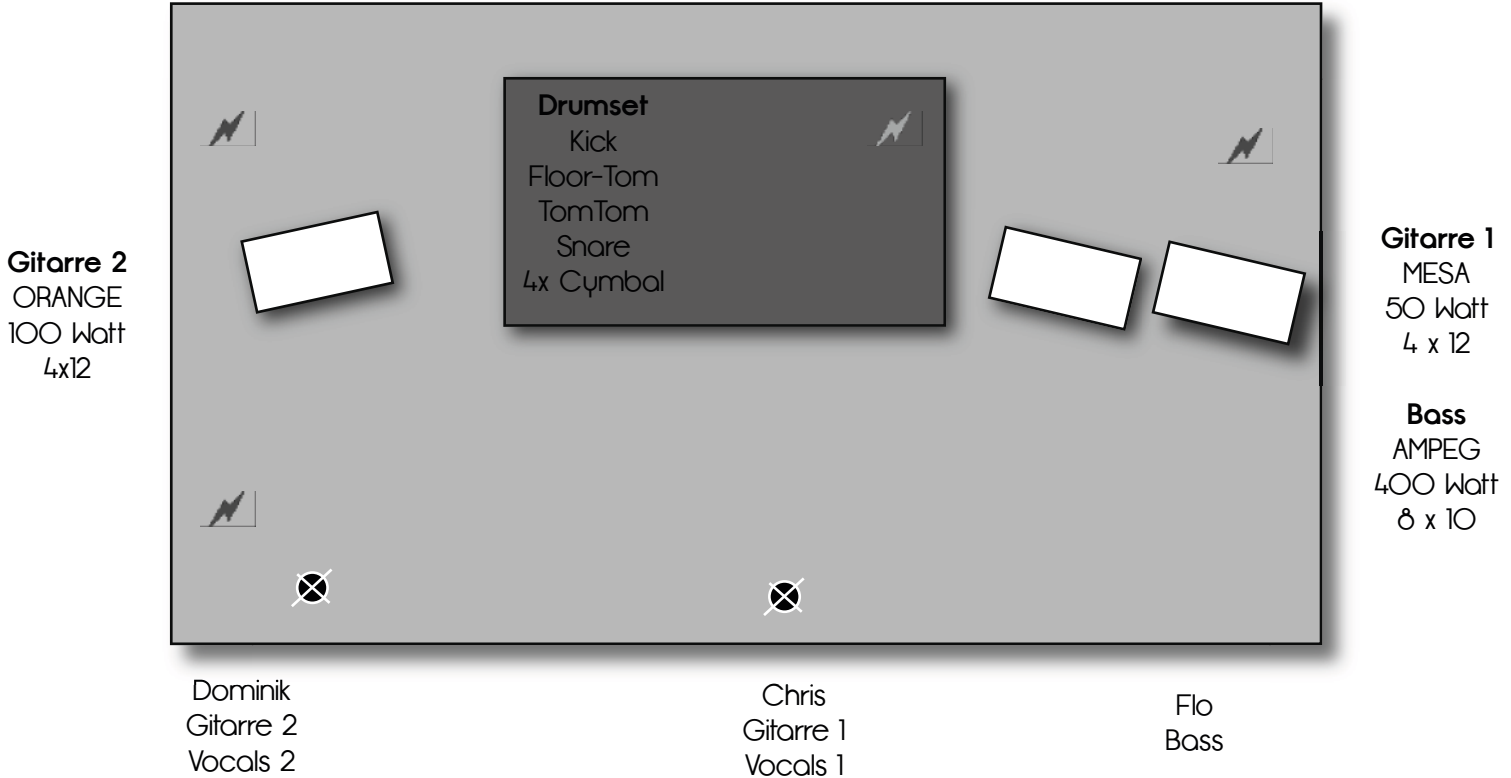 Drumset
Kick
Floor-Tom
TomTom
Snare
4x Cymbal
Gitarre 2
ORANGE
100 Watt
4x12
Gitarre 1
MESA
50 Watt
4 x 12
Bass
AMPEG
400 Watt
8 x 10
Dominik
Gitarre 2
Vocals 2
Chris
Gitarre 1
Vocals 1
Flo
Bass